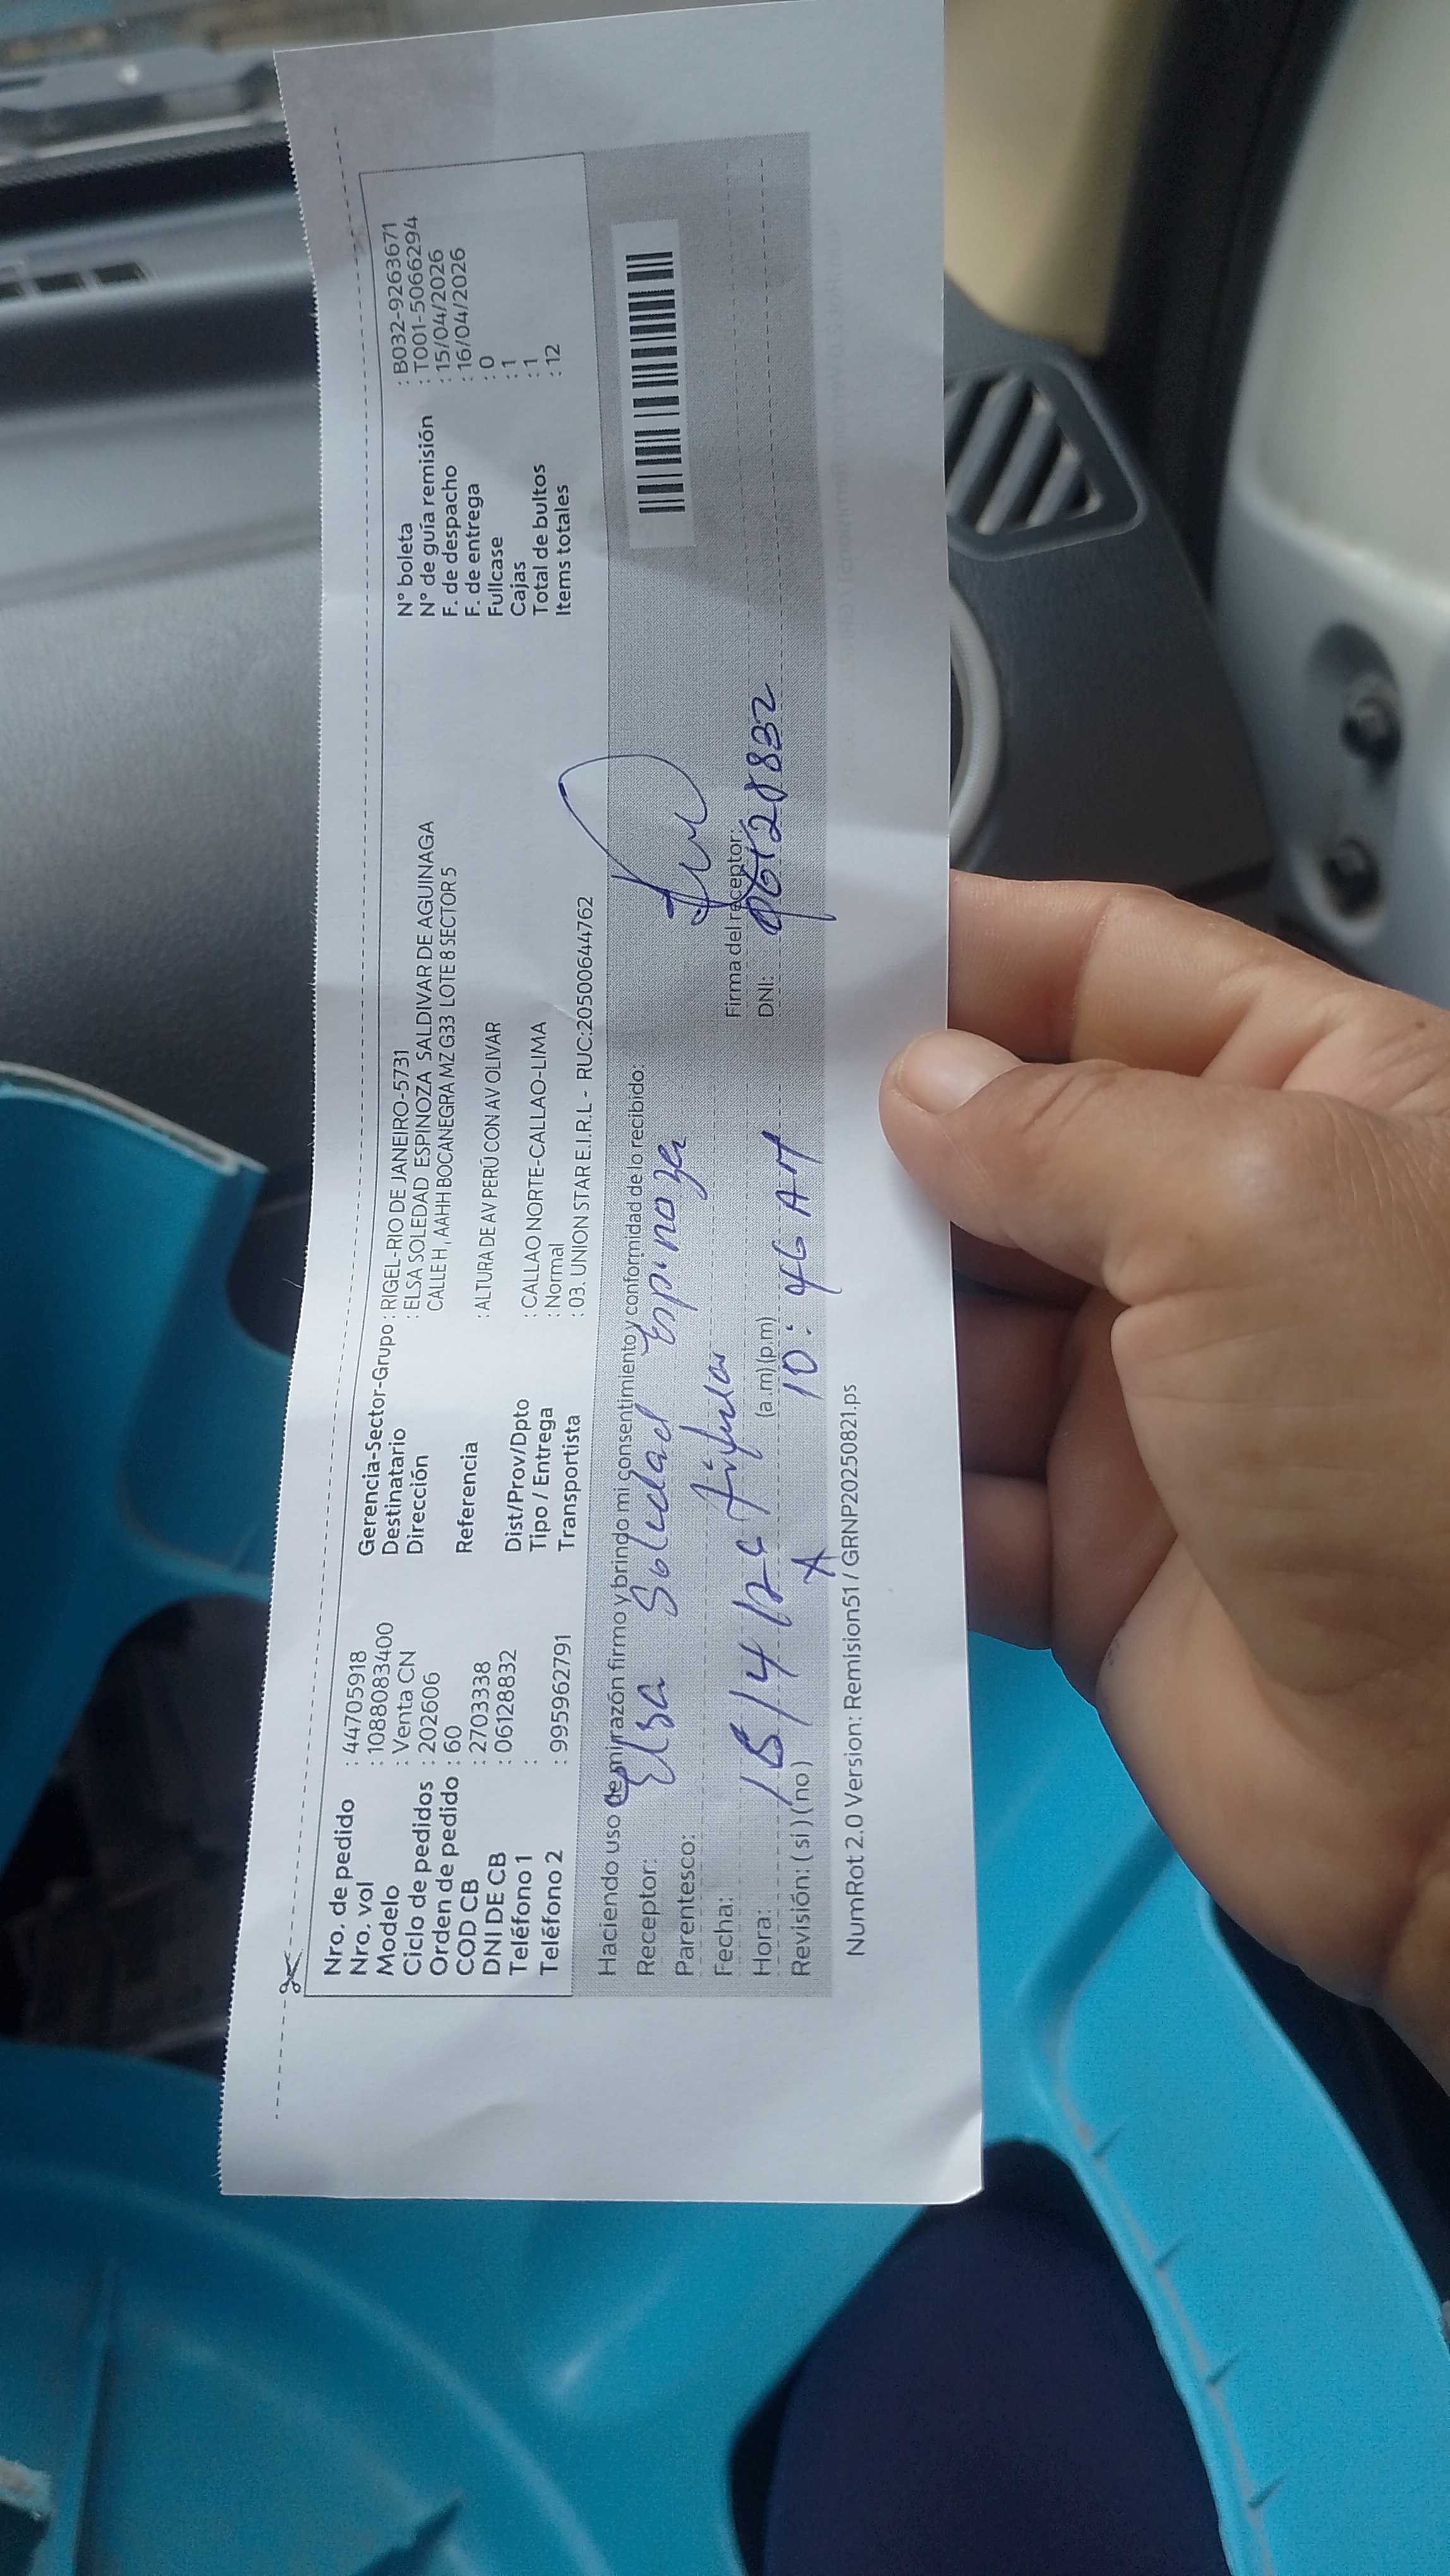 Nro. de pedido : 44705918
Nro. val : 108808083400
Modelo : Venta CN
Ciclo de pedidos : 202606
Orden de pedido : 60
COD CB : 2703338
DNI DE CB : 06128832
Teléfono 1 :
Teléfono 2 : 995962791
Gerencia-Sector-Grupo : RIGEL-RIO DE JANEIRO-5731
Destinatario : ELSA SOLEDAD ESPINOZA SALDIVAR DE AGUINAGA
Dirección CALLE H , AAHH BOCANEGRA MZ G33 LOTE 8 SECTOR 5
Referencia : ALTURA DE AV PERÚ CON AV OLIVAR
Dist/Prov/Dpto : CALLAO NORTE-CALLAO-LIMA
Tipo / Entrega : Normal
Transportista : 03. UNION STAR E.I.R.L - RUC:20500644762
N° boleta : B032-9263671
N° de guía remisión : T001-5066294
F. de despacho : 15/04/2026
F. de entrega : 16/04/2026
Fullcase : 0
Cajas : 1
Total de bultos : 1
Items totales : 12
Haciendo uso de mi razón firmo y brindo mi consentimiento y conformidad de lo recibido:
Receptor: Elsa Soledad Espinoza
Parentesco: Titular
Fecha: /4/26
Hora: (a.m) (p.m) 10:46 AM
Revisión: ( sí ) ( no ) X
Firma del receptor:
DNI: 06128832
NumRot 2.0 Version: Remision51 / GRNP20250821.ps